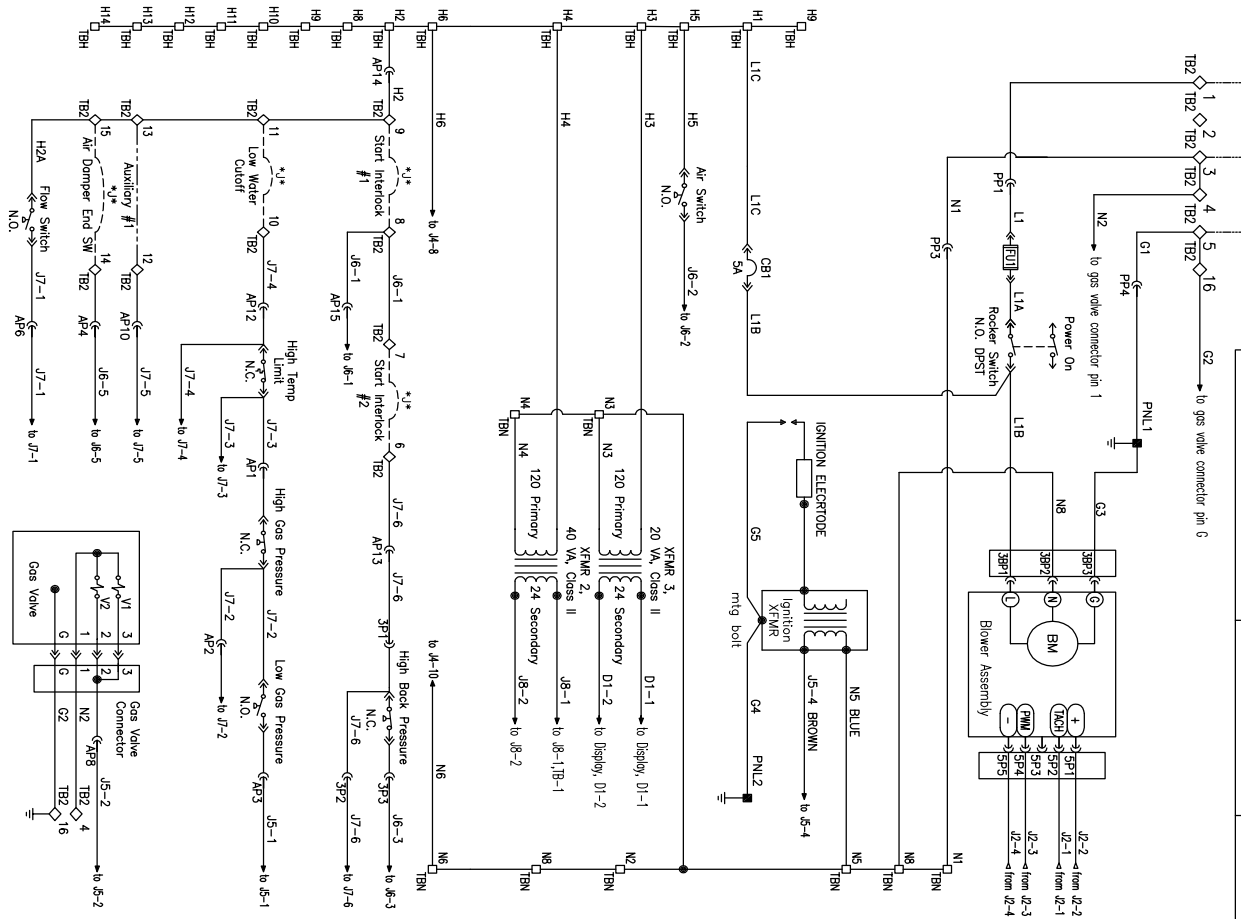 TB2
1
TB2
2
TB2
3
TB2
4
TB2
5
TB2
16
G2
to gas valve connector pin G
G1
PP4
PNL1
G3
3BP3
N2
to gas valve connector pin 1
PP1
L1
FU1
L1A
Power On
Rocker Switch
N.O. DPST
L1B
3BP1
N8
3BP2
N1
PP3
N1
TBN
L
N
G
BM
Blower Assembly
+
TACH
PWM
-
5P1
5P2
5P3
5P4
5P5
J2-2
from J2-2
J2-1
from J2-1
J2-3
from J2-3
J2-4
from J2-4
H9
TBH
H1
TBH
L1C
L1C
CB1
5A
L1B
IGNITION ELECRTODE
G5
mtg bolt
G4
PNL2
Ignition
XFMR
N5 BLUE
J5-4 BROWN
to J5-4
N5
TBN
N8
TBN
H5
TBH
H5
Air Switch
N.O.
J6-2
to J6-2
H3
TBH
H3
N3
TBN
N3
120 Primary
XFMR 3,
20 VA, Class II
24 Secondary
D1-1
to Display, D1-1
D1-2
to Display, D1-2
N2
TBN
H4
TBH
H4
N4
TBN
N4
120 Primary
XFMR 2,
40 VA, Class II
24 Secondary
J8-1
to J8-1,TB-1
J8-2
to J8-2
N8
TBN
H6
TBH
H6
to J4-8
to J4-10
N6
N6
TBN
H2
TBH
AP14
H2
9
TB2
*J*
Start Interlock
#1
8
TB2
J6-1
J6-1
AP15
to J6-1
7
TB2
*J*
Start Interlock
#2
6
TB2
J7-6
AP13
J7-6
3P1
High Back Pressure
N.C.
3P3
J6-3
to J6-3
J7-6
3P2
J7-6
to J7-6
H8
TBH
H9
TBH
H10
TBH
H11
TBH
H12
TBH
H13
TBH
H14
TBH
11
TB2
*J*
Low Water
Cutoff
10
TB2
J7-4
AP12
High Temp
Limit
N.C.
J7-4
to J7-4
J7-3
J7-3
to J7-3
AP1
High Gas Pressure
N.C.
J7-2
J7-2
AP2
to J7-2
Low Gas Pressure
N.O.
AP3
J5-1
to J5-1
13
TB2
Auxiliary #1
12
TB2
AP10
J7-5
to J7-5
15
TB2
*J*
Air Damper End SW
14
TB2
AP4
J6-5
to J6-5
H2A
Flow Switch
N.O.
J7-1
AP6
J7-1
to J7-1
Gas Valve
V1
V2
3
2
1
G
3
2
1
G
Gas Valve
Connector
J5-2
to J5-2
N2
AP8
TB2
4
G2
TB2
16